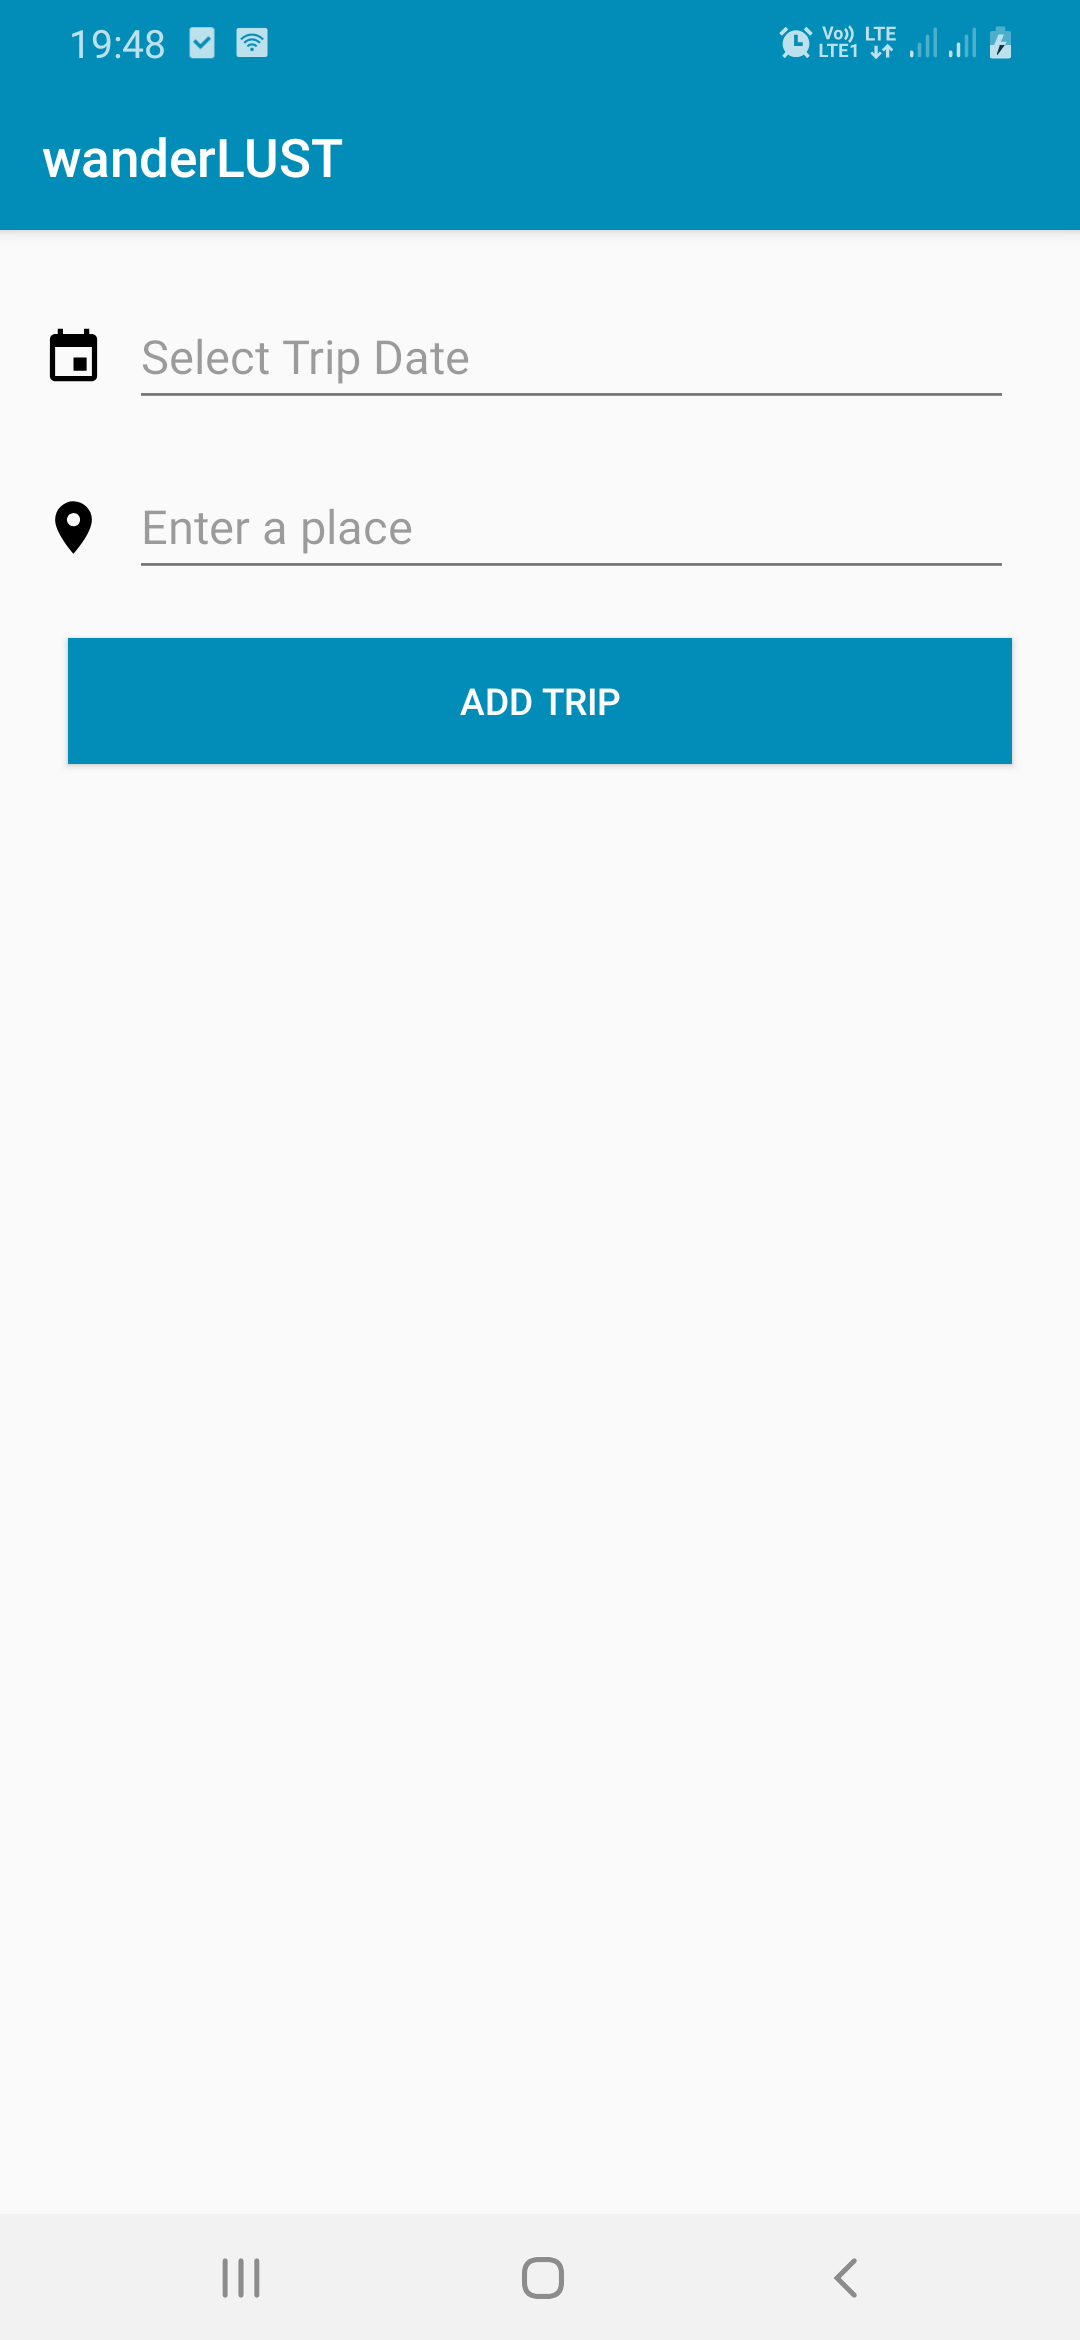 19:48
Vo)) LTE
LTE1
wanderLUST
Select Trip Date
Enter a place
ADD TRIP